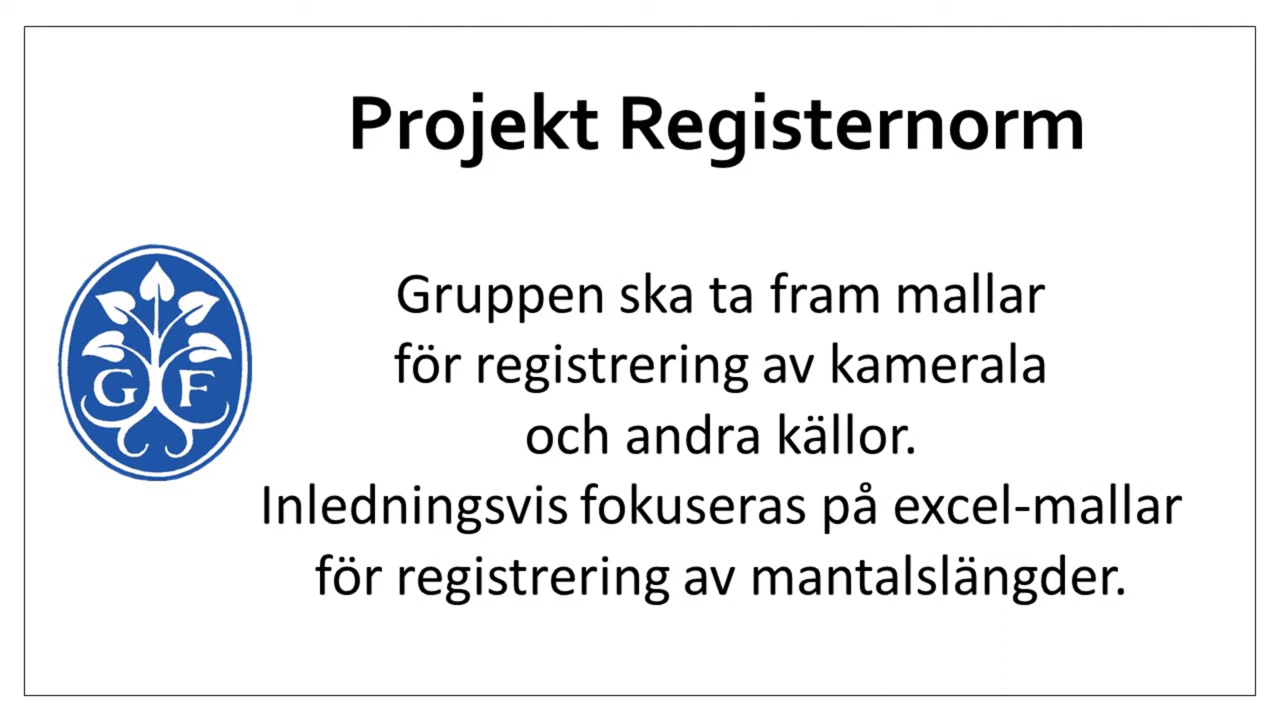 Projekt Registernorm
Gruppen ska ta fram mallar
för registrering av kamerala
och andra källor.
G F
Inledningsvis fokuseras på excel-mallar
för registrering av mantalslängder.